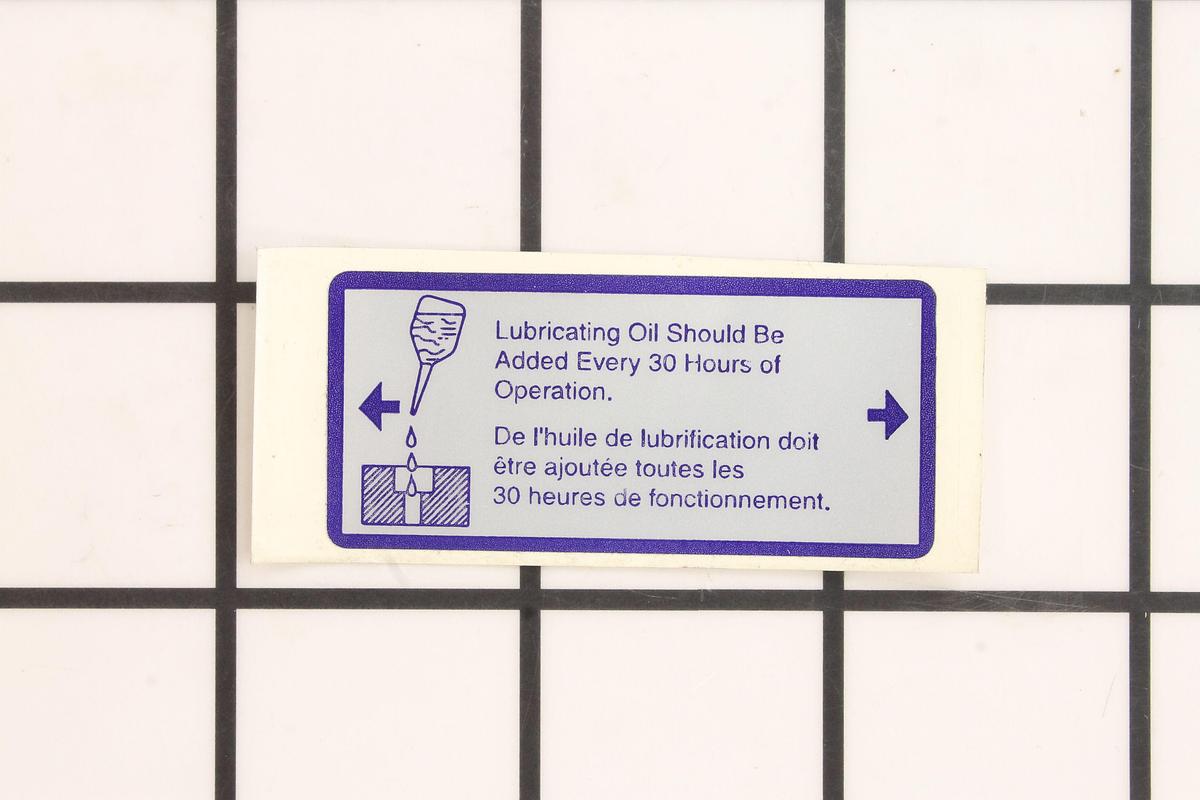 Lubricating Oil Should Be
Added Every 30 Hours of
Operation.
De l'huile de lubrification doit
être ajoutée toutes les
30 heures de fonctionnement.